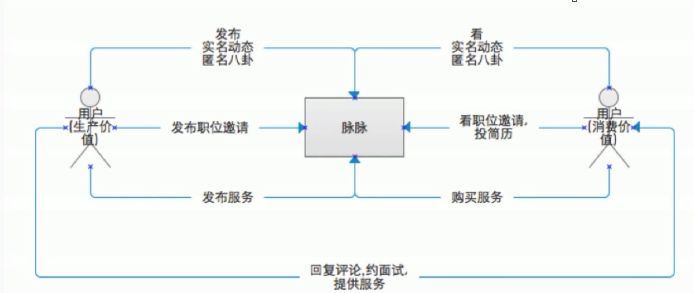 发布
实名动态
匿名八卦
看
实名动态
匿名八卦
用户
(生产价
值)
发布职位邀请
脉脉
看职位邀请,
投简历
用户
(消费价
值)
发布服务
购买服务
回复评论,约面试,
提供服务